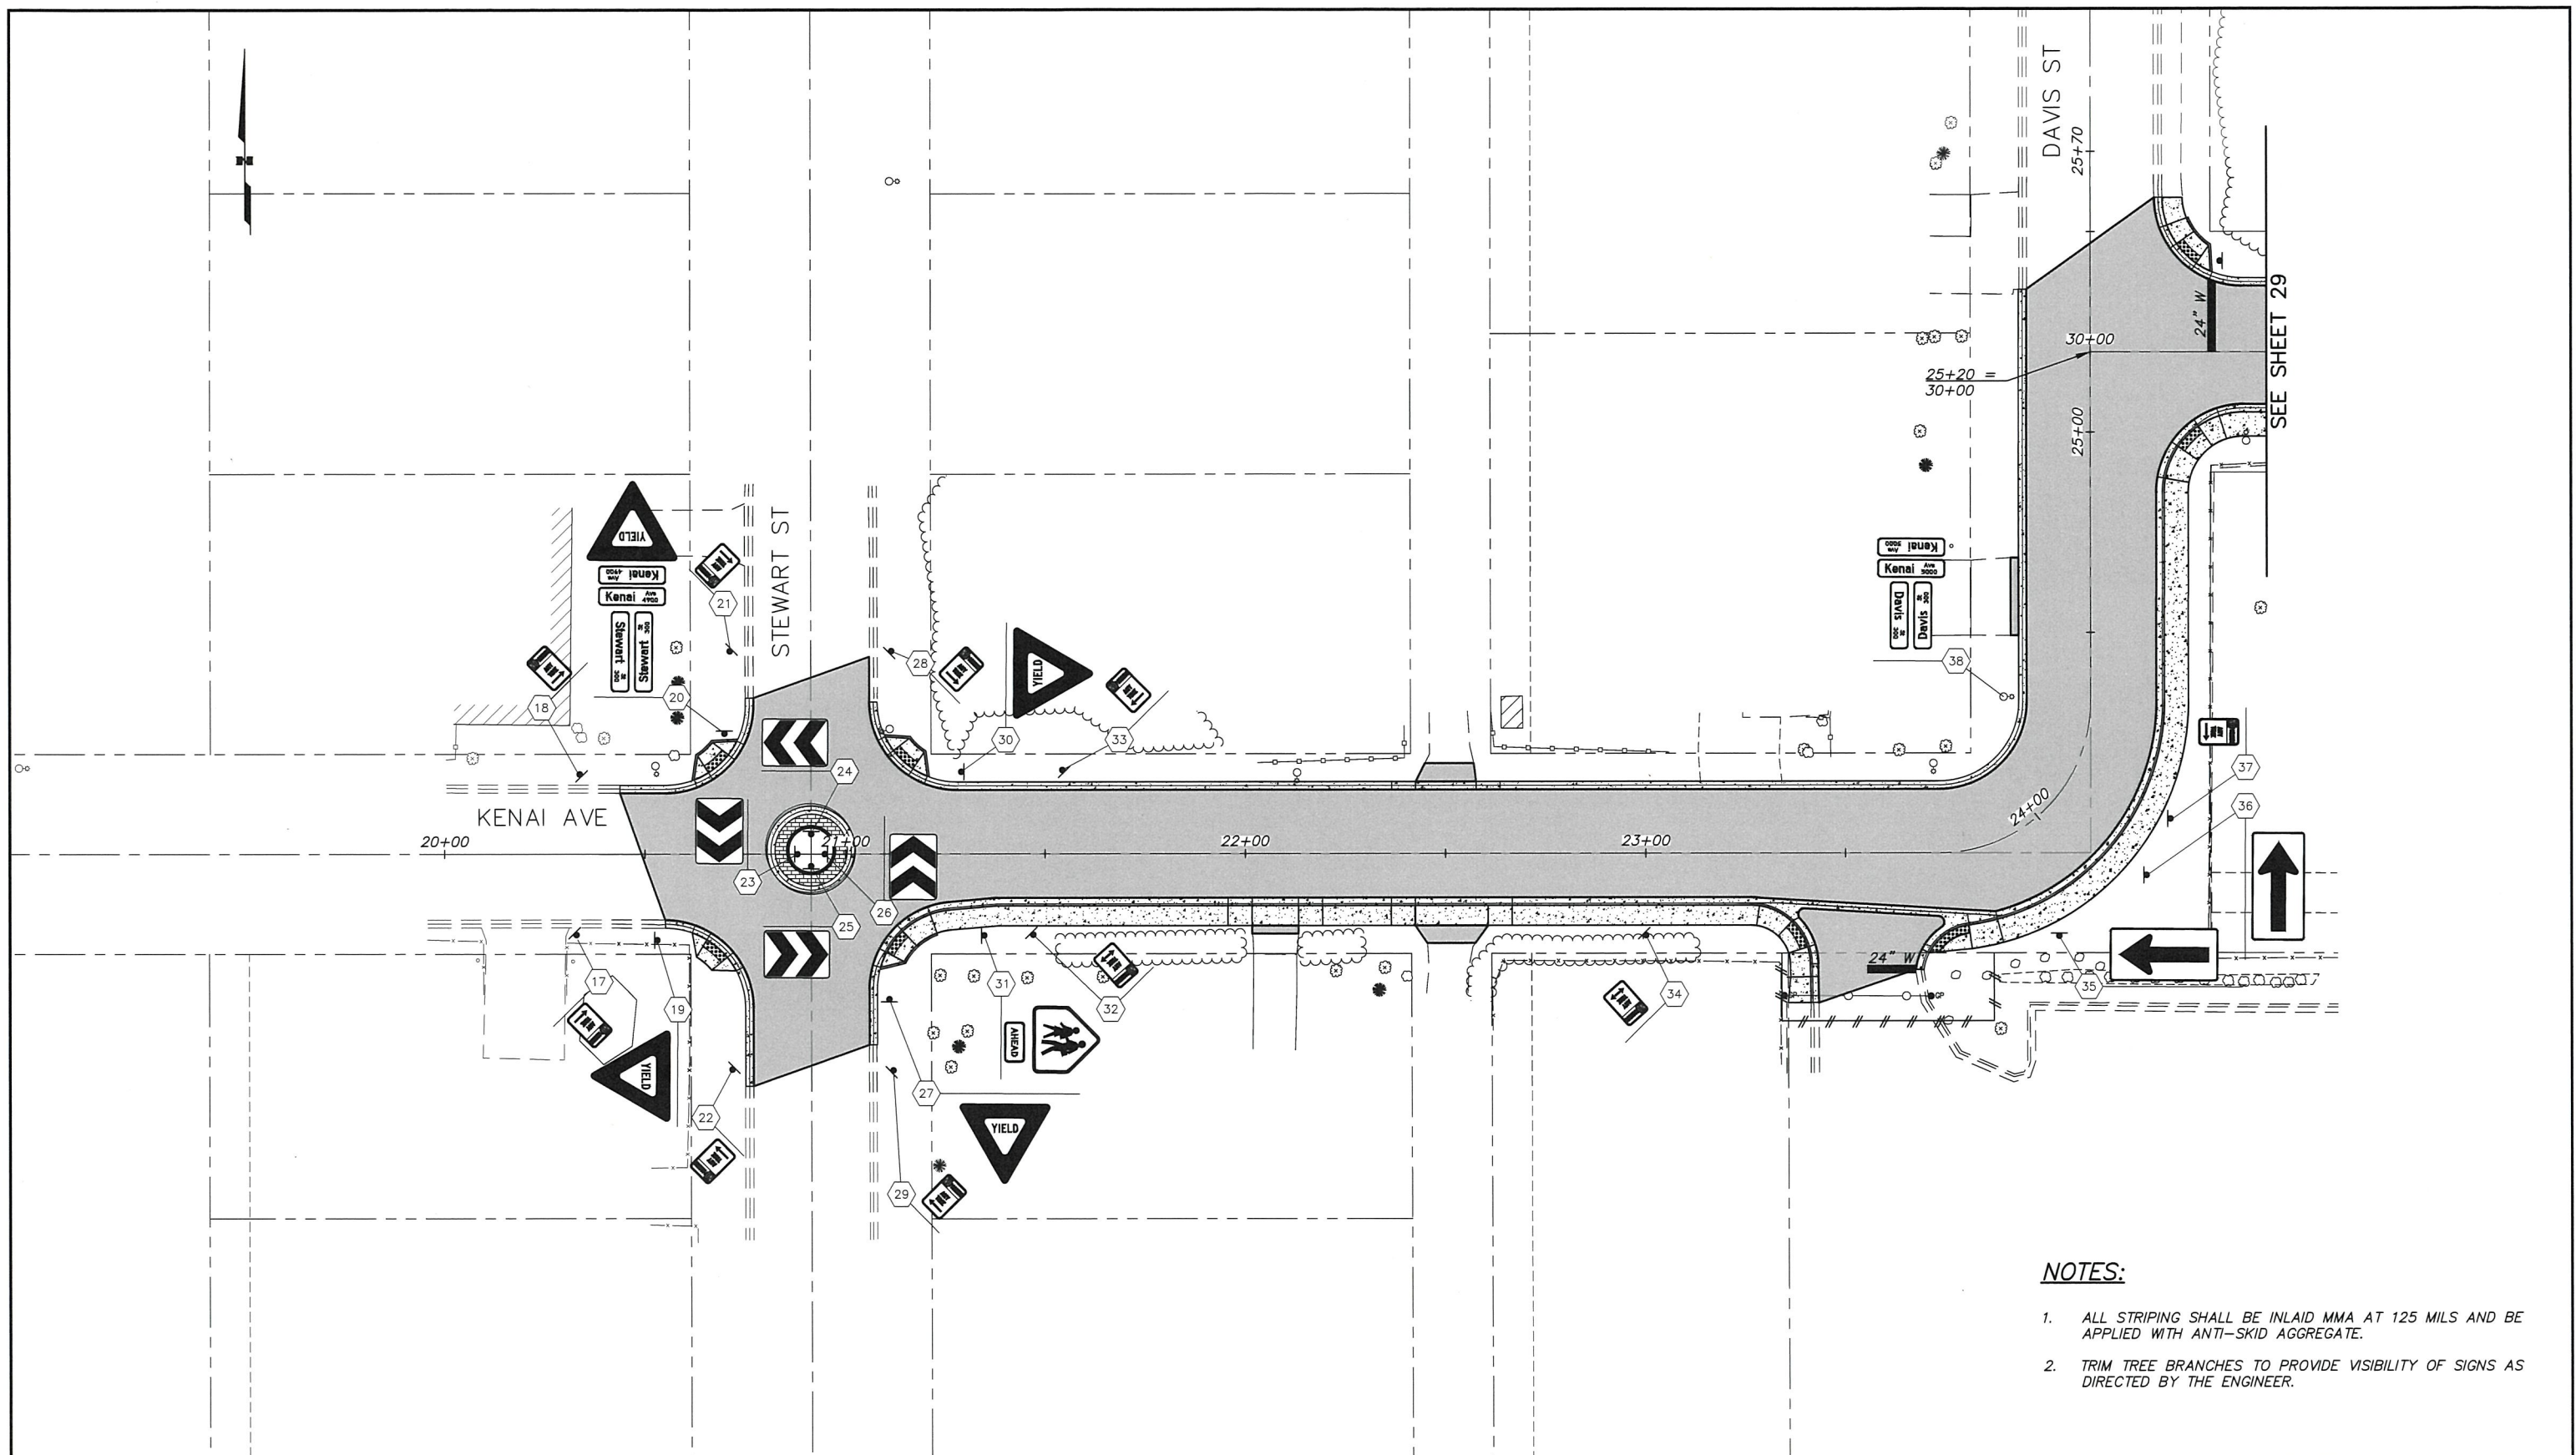 DAVIS ST
25+70
24" W
30+00
25+20 =
30+00
25+00
SEE SHEET 29
STEWART ST
YIELD
Kenai Ave 4900
Kenai Ave 4900
Stewart St 300
Stewart St 300
21
18
20
28
YIELD
30
33
24
Kenai Ave 5000
Kenai Ave 5000
Davis St 300
Davis St 300
38
37
36
KENAI AVE
20+00
21+00
22+00
23+00
24+00
23
26
25
17
19
YIELD
22
31
32
AHEAD
27
YIELD
29
34
24" W
GP
GP
35
NOTES:
1. ALL STRIPING SHALL BE INLAID MMA AT 125 MILS AND BE
APPLIED WITH ANTI-SKID AGGREGATE.
2. TRIM TREE BRANCHES TO PROVIDE VISIBILITY OF SIGNS AS
DIRECTED BY THE ENGINEER.